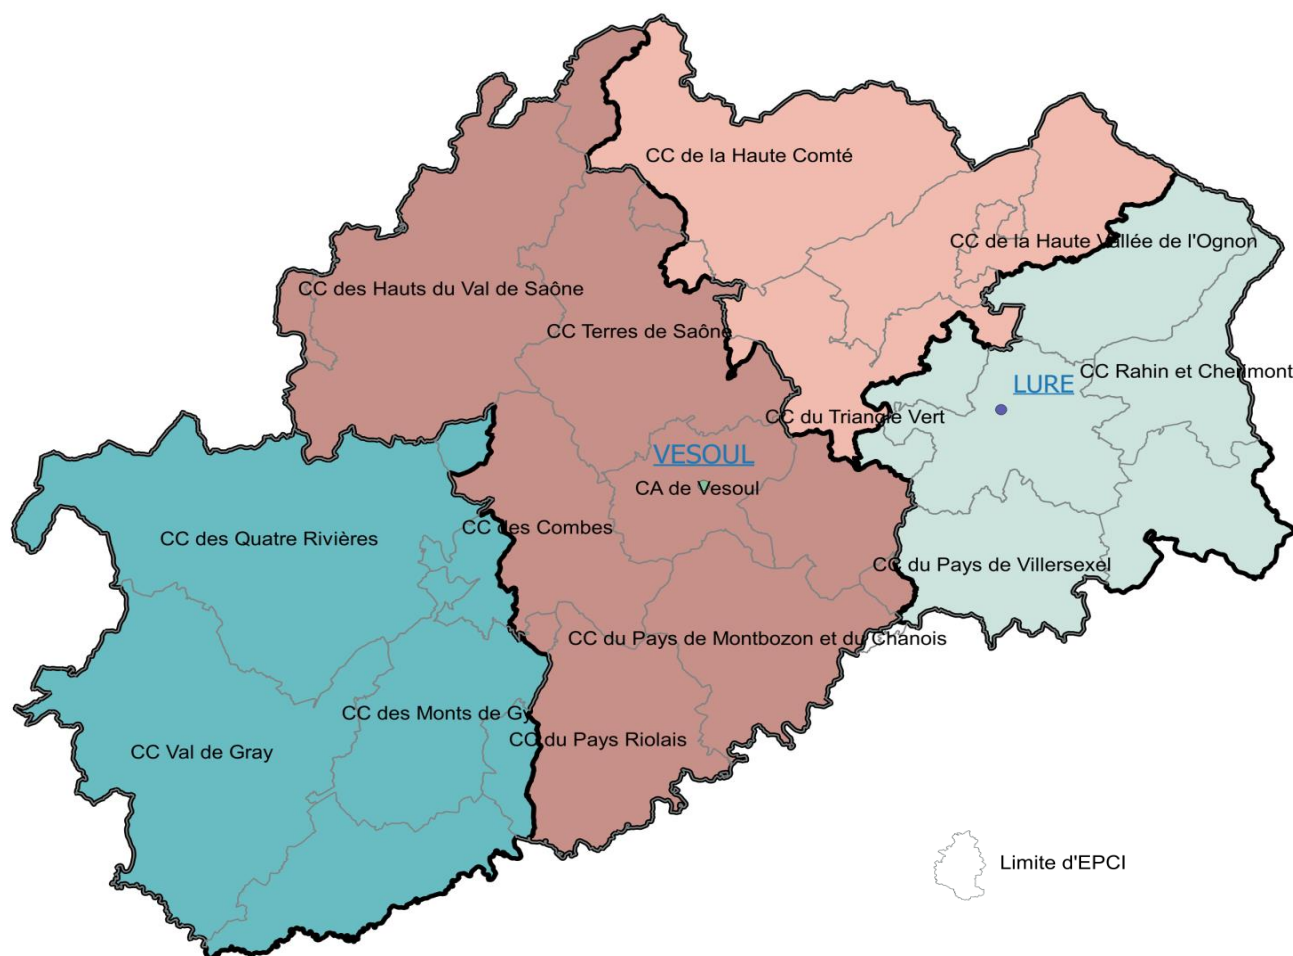 CC de la Haute Comté
CC de la Haute Vallée de l'Ognon
CC des Hauts du Val de Saône
CC Terres de Saône
CC Rahin et Cherimont
LURE
CC du Triangle Vert
VESOUL
CA de Vesoul
CC des Combes
CC des Quatre Rivières
CC du Pays de Villersexel
CC du Pays de Montbozon et du Chanois
CC des Monts de Gy
CC du Pays Riolais
CC Val de Gray
Limite d'EPCI